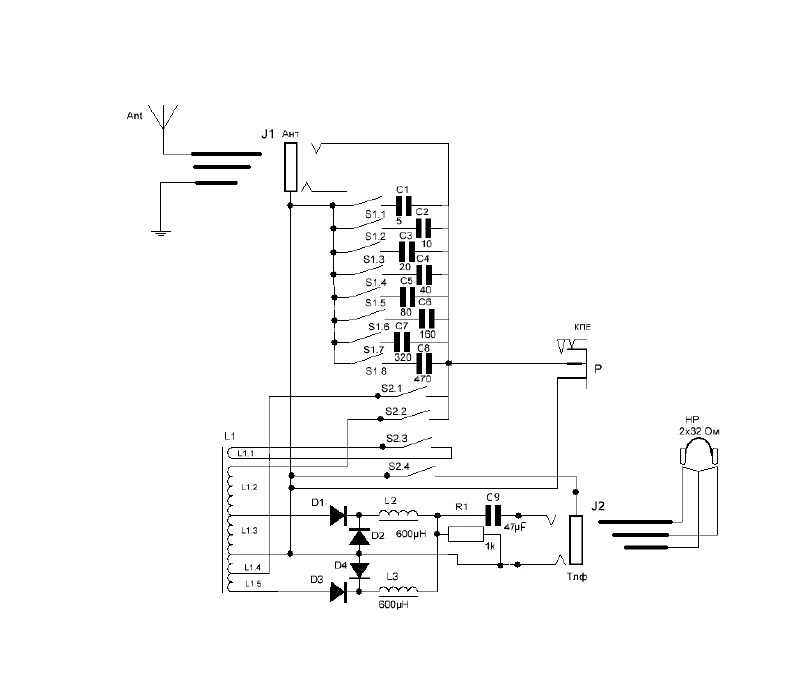 Ant
J1 Ант
C1
S1.1
5
C2
S1.2
10
C3
S1.3
20
C4
S1.4
40
C5
S1.5
80
C6
S1.6
160
C7
S1.7
320
C8
S1.8
470
КПЕ
P
S2.1
S2.2
S2.3
S2.4
L1
L1.1
L1.2
L1.3
L1.4
L1.5
HP
2x32 Ом
D1
L2
600µH
D2
R1
1k
C9
47µF
J2
Тлф
D4
D3
L3
600µH